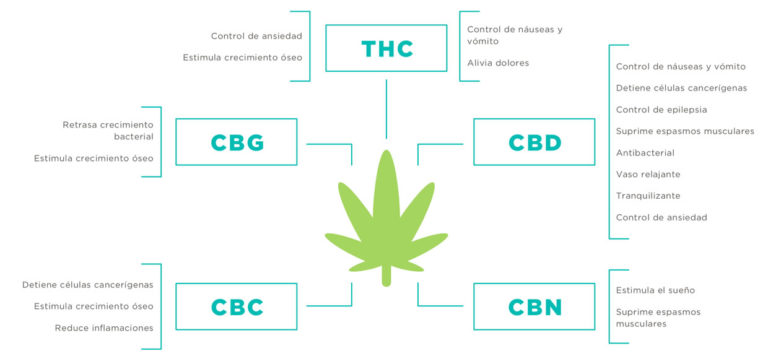 Control de ansiedad
Estimula crecimiento óseo
THC
Control de náuseas y
vómito
Alivia dolores
Retrasa crecimiento
bacterial
Estimula crecimiento óseo
CBG
CBD
Control de náuseas y vómito
Detiene células cancerígenas
Control de epilepsia
Suprime espasmos musculares
Antibacterial
Vaso relajante
Tranquilizante
Control de ansiedad
Detiene células cancerígenas
Estimula crecimiento óseo
Reduce inflamaciones
CBC
CBN
Estimula el sueño
Suprime espasmos
musculares